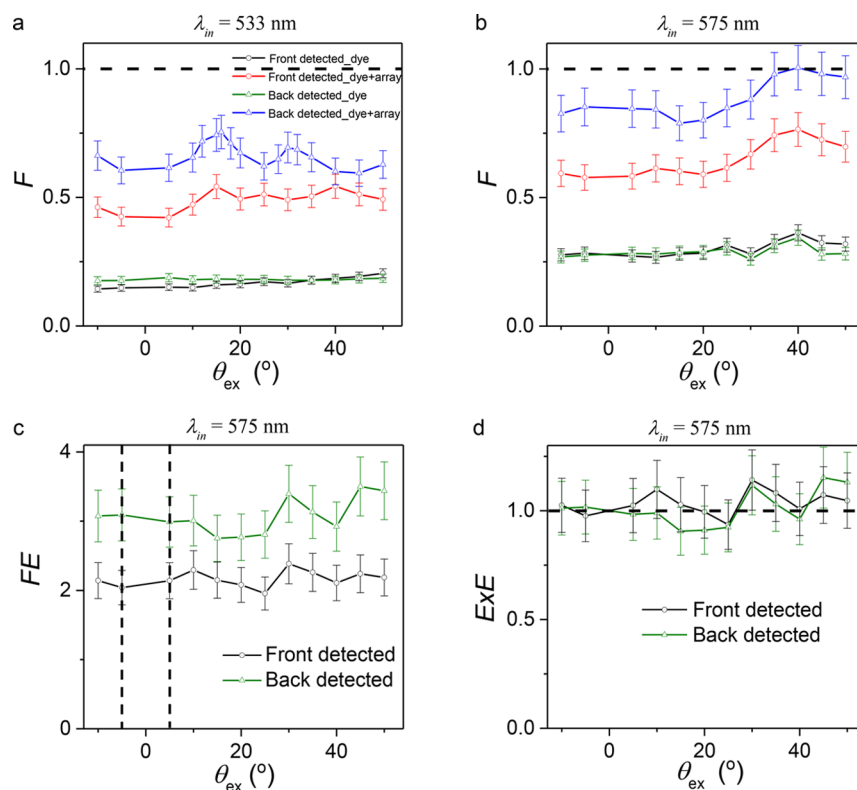 a
λin = 533 nm
1.0
0.5
0.0
F
Front detected_dye
Front detected_dye+array
Back detected_dye
Back detected_dye+array
0
20
40
θex (°)
b
λin = 575 nm
1.0
0.5
0.0
F
0
20
40
θex (°)
c
λin = 575 nm
4
2
0
FE
Front detected
Back detected
0
20
40
θex (°)
d
λin = 575 nm
1.0
0.5
0.0
ExE
Front detected
Back detected
0
20
40
θex (°)